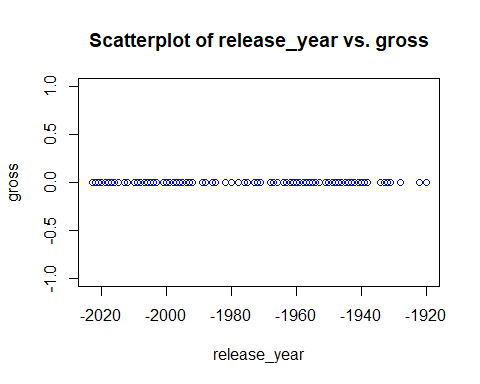 Scatterplot of release_year vs. gross
gross
1.0
0.5
0.0
-0.5
-1.0
-2020 -2000 -1980 -1960 -1940 -1920
release_year